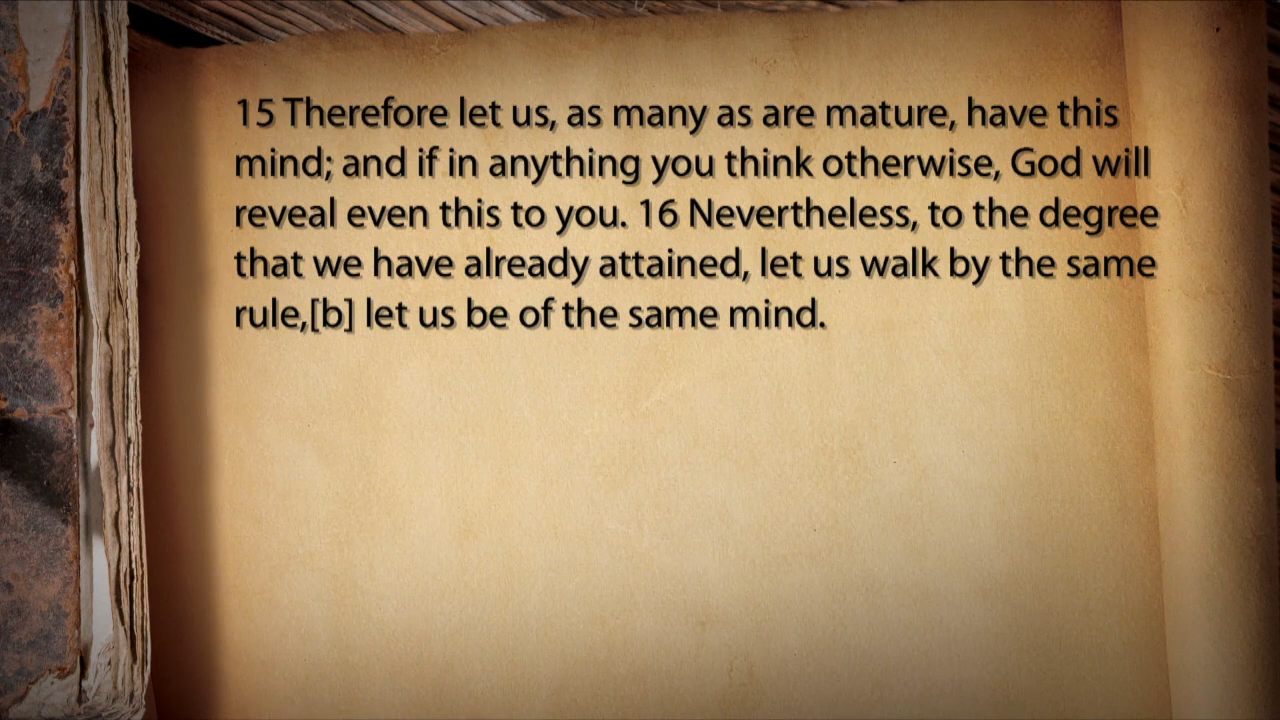 15 Therefore let us, as many as are mature, have this
mind; and if in anything you think otherwise, God will
reveal even this to you. 16 Nevertheless, to the degree
that we have already attained, let us walk by the same
rule,[b] let us be of the same mind.